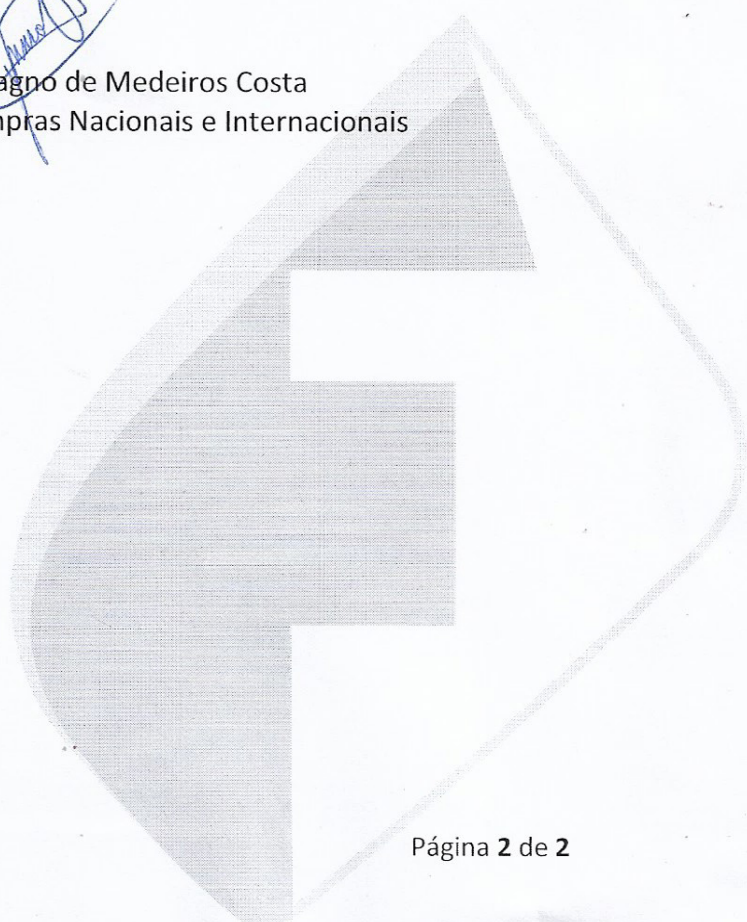 agno de Medeiros Costa
mpras Nacionais e Internacionais
Página 2 de 2